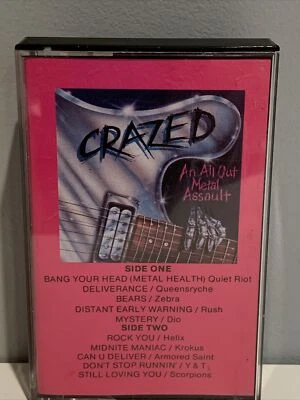 CRAZED
An All Out
Metal
Assault
SIDE ONE
BANG YOUR HEAD (METAL HEALTH) Quiet Riot
DELIVERANCE / Queensryche
BEARS / Zebra
DISTANT EARLY WARNING / Rush
MYSTERY / Dio
SIDE TWO
ROCK YOU / Helix
MIDNITE MANIAC / Krokus
CAN U DELIVER / Armored Saint
DON'T STOP RUNNIN' / Y & T
STILL LOVING YOU / Scorpions